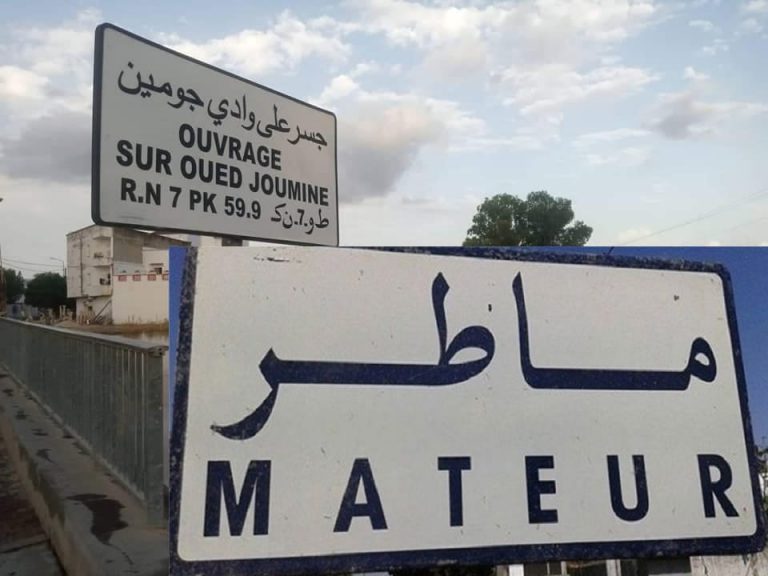 جسر على وادي جومين
OUVRAGE
SUR OUED JOUMINE
R.N 7 PK 59.9 ط.و.7.ن.ك
ماطر
MATEUR